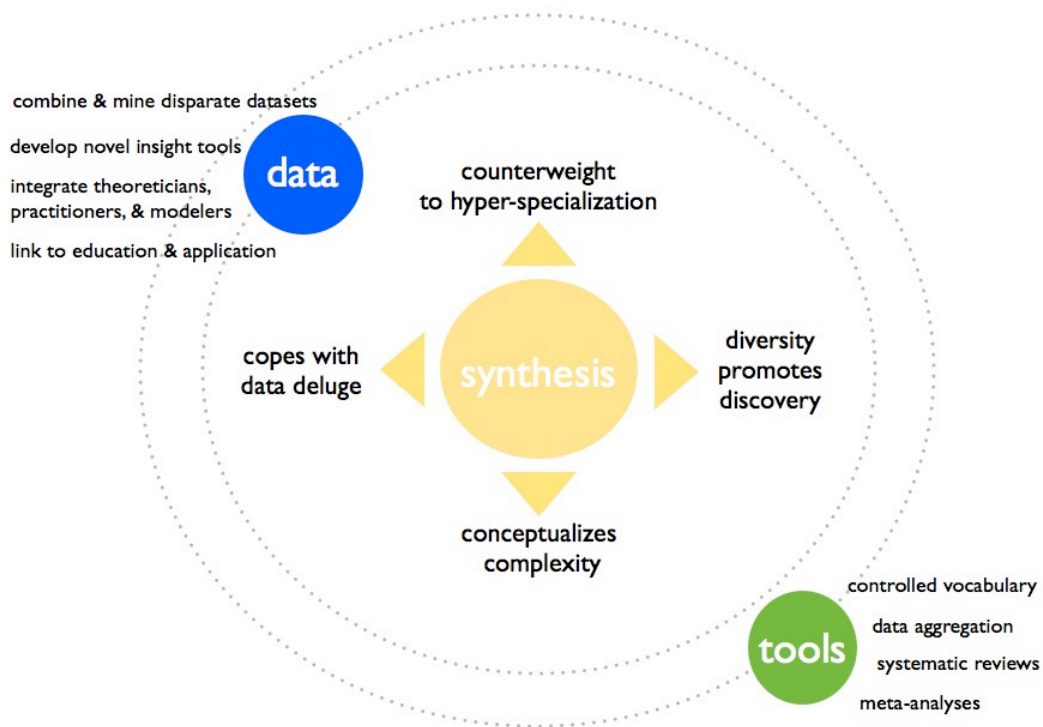 combine & mine disparate datasets
develop novel insight tools
data
integrate theoreticians,
practitioners, & modelers
link to education & application
counterweight
to hyper-specialization
copes with
data deluge
synthesis
diversity
promotes
discovery
conceptualizes
complexity
controlled vocabulary
data aggregation
tools
systematic reviews
meta-analyses